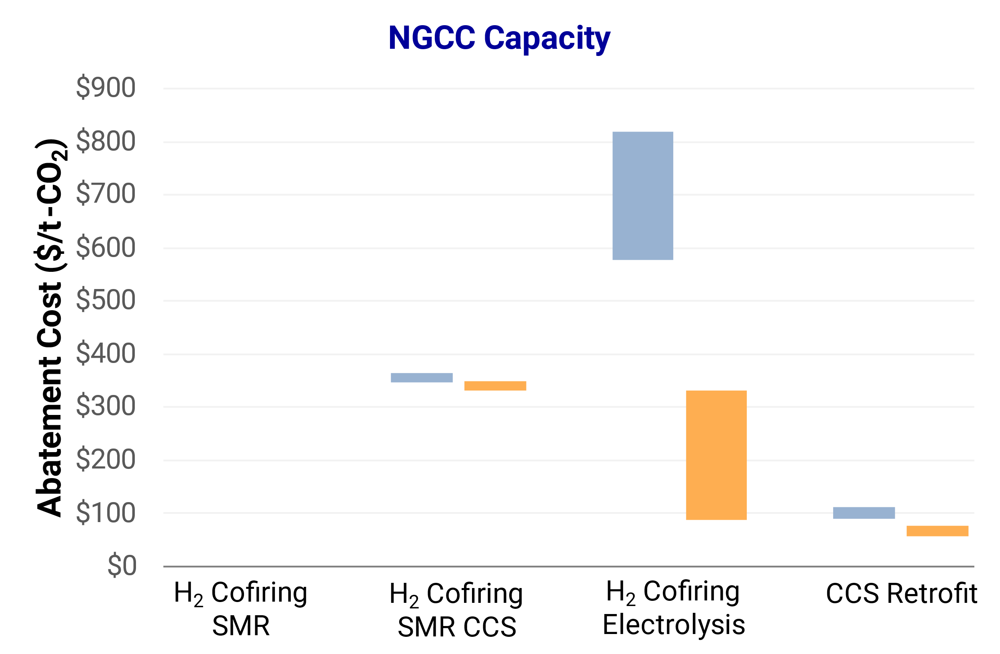 NGCC Capacity
Abatement Cost ($/t-CO₂)
$900
$800
$700
$600
$500
$400
$300
$200
$100
$0
H₂ Cofiring
SMR
H₂ Cofiring
SMR CCS
H₂ Cofiring
Electrolysis
CCS Retrofit